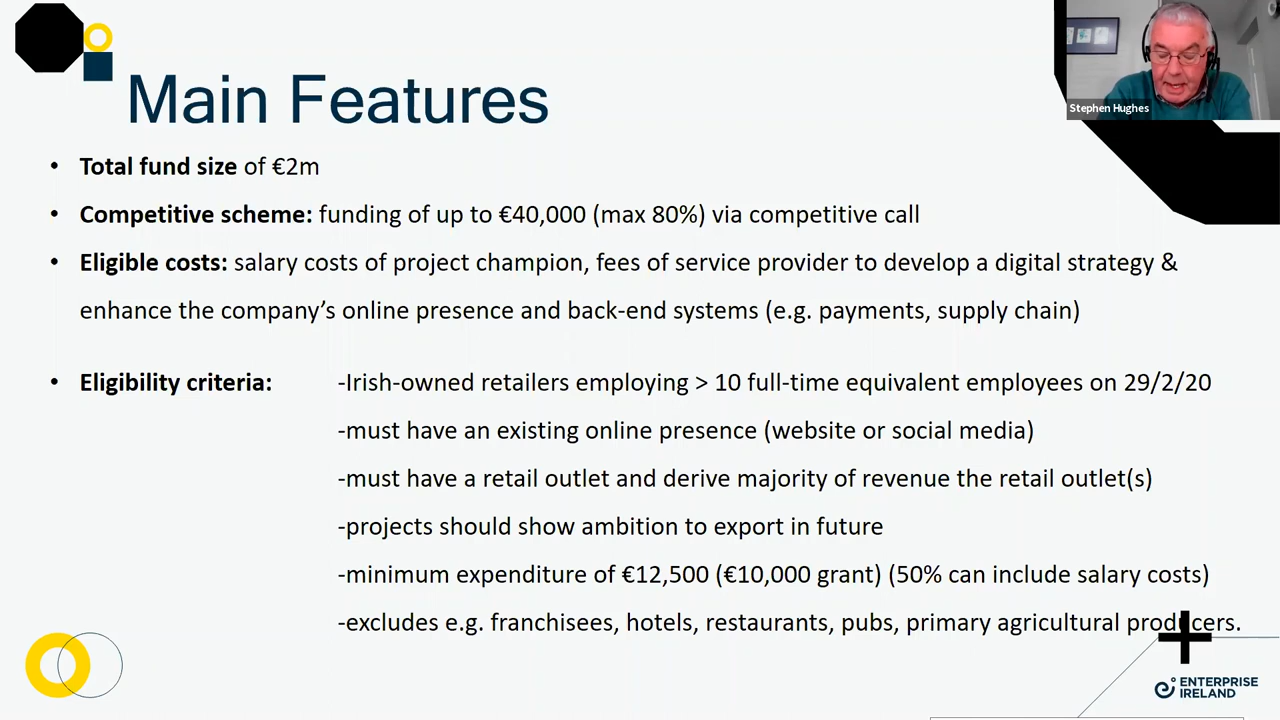 Main Features
Stephen Hughes
• Total fund size of €2m
• Competitive scheme: funding of up to €40,000 (max 80%) via competitive call
• Eligible costs: salary costs of project champion, fees of service provider to develop a digital strategy &
enhance the company’s online presence and back-end systems (e.g. payments, supply chain)
• Eligibility criteria: -Irish-owned retailers employing > 10 full-time equivalent employees on 29/2/20
-must have an existing online presence (website or social media)
-must have a retail outlet and derive majority of revenue the retail outlet(s)
-projects should show ambition to export in future
-minimum expenditure of €12,500 (€10,000 grant) (50% can include salary costs)
-excludes e.g. franchisees, hotels, restaurants, pubs, primary agricultural producers.
ENTERPRISE
IRELAND